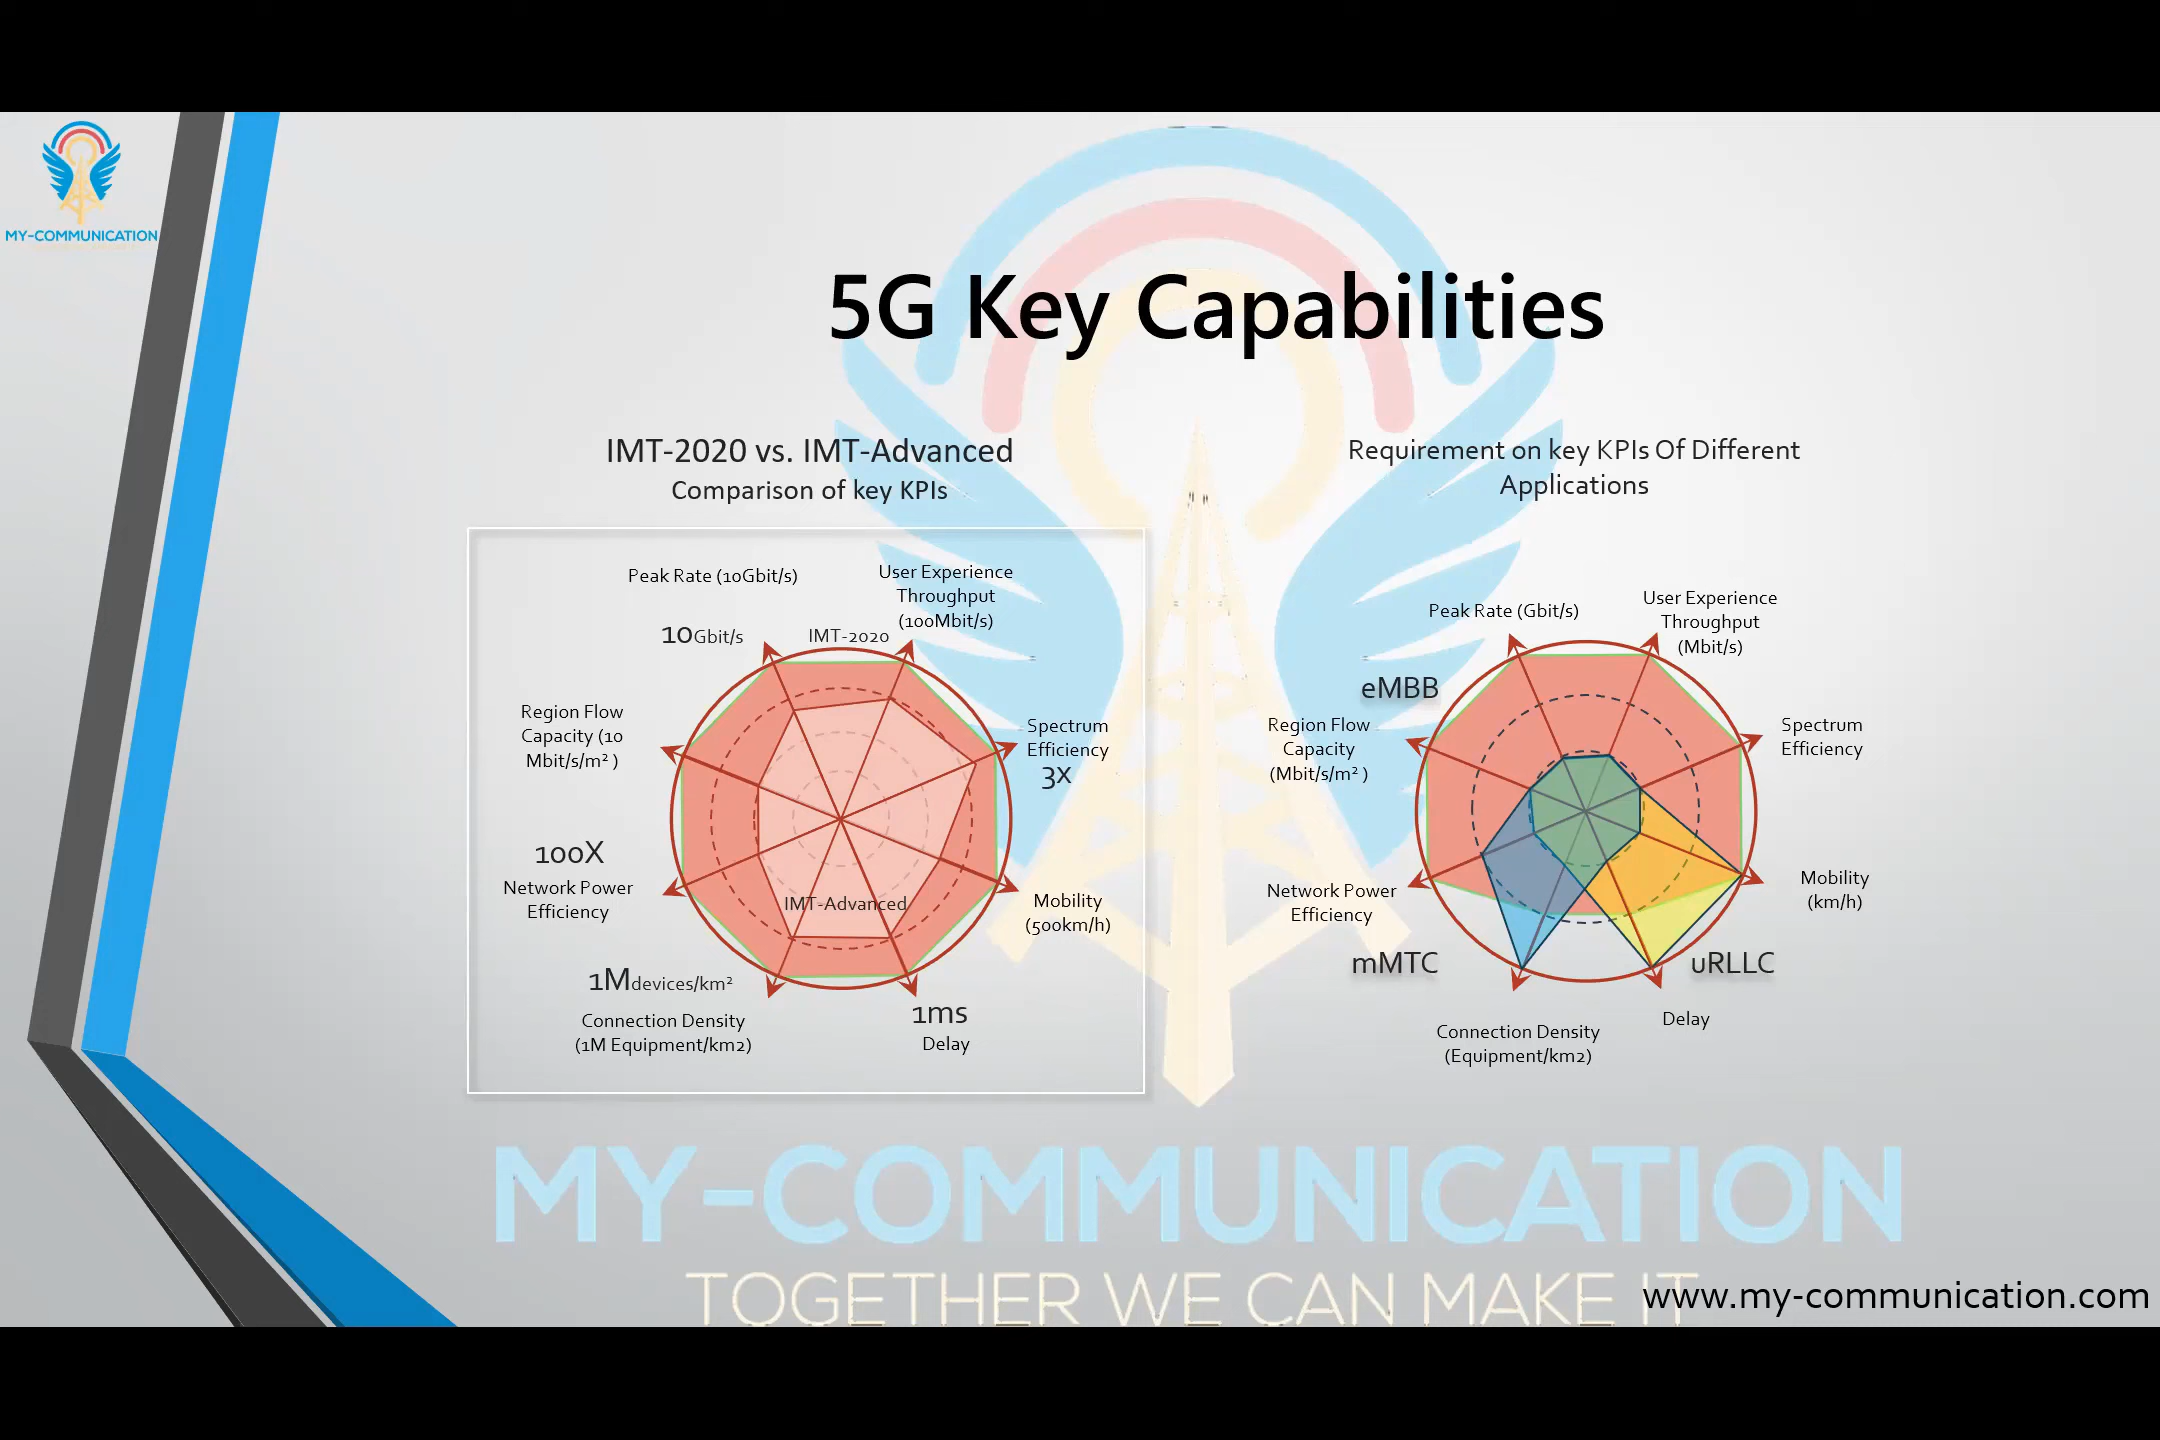 MY-COMMUNICATION
5G Key Capabilities
IMT-2020 vs. IMT-Advanced
Comparison of key KPIs
Peak Rate (10Gbit/s)
10Gbit/s
IMT-2020
User Experience
Throughput
(100Mbit/s)
Region Flow
Capacity (10
Mbit/s/m² )
Spectrum
Efficiency
3X
100X
Network Power
Efficiency
IMT-Advanced
Mobility
(500km/h)
1Mdevices/km²
Connection Density
(1M Equipment/km2)
1ms
Delay
Requirement on key KPIs Of Different
Applications
Peak Rate (Gbit/s)
User Experience
Throughput
(Mbit/s)
eMBB
Region Flow
Capacity
(Mbit/s/m² )
Spectrum
Efficiency
Network Power
Efficiency
Mobility
(km/h)
mMTC
uRLLC
Connection Density
(Equipment/km2)
Delay
MY-COMMUNICATION
TOGETHER WE CAN MAKE IT
www.my-communication.com